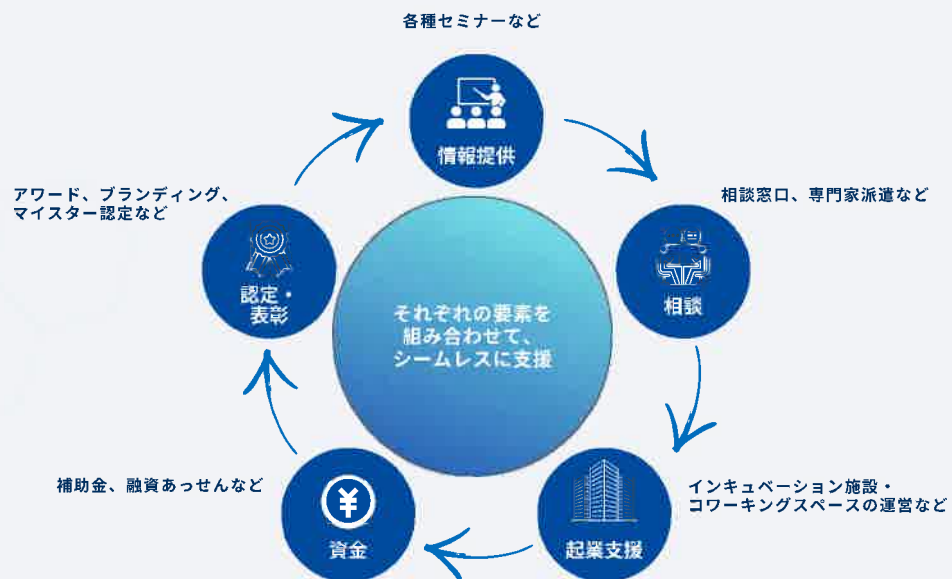 各種セミナーなど
情報提供
相談窓口、専門家派遣など
相談
インキュベーション施設・
コワーキングスペースの運営など
起業支援
補助金、融資あっせんなど
資金
アワード、ブランディング、
マイスター認定など
認定・
表彰
それぞれの要素を
組み合わせて、
シームレスに支援